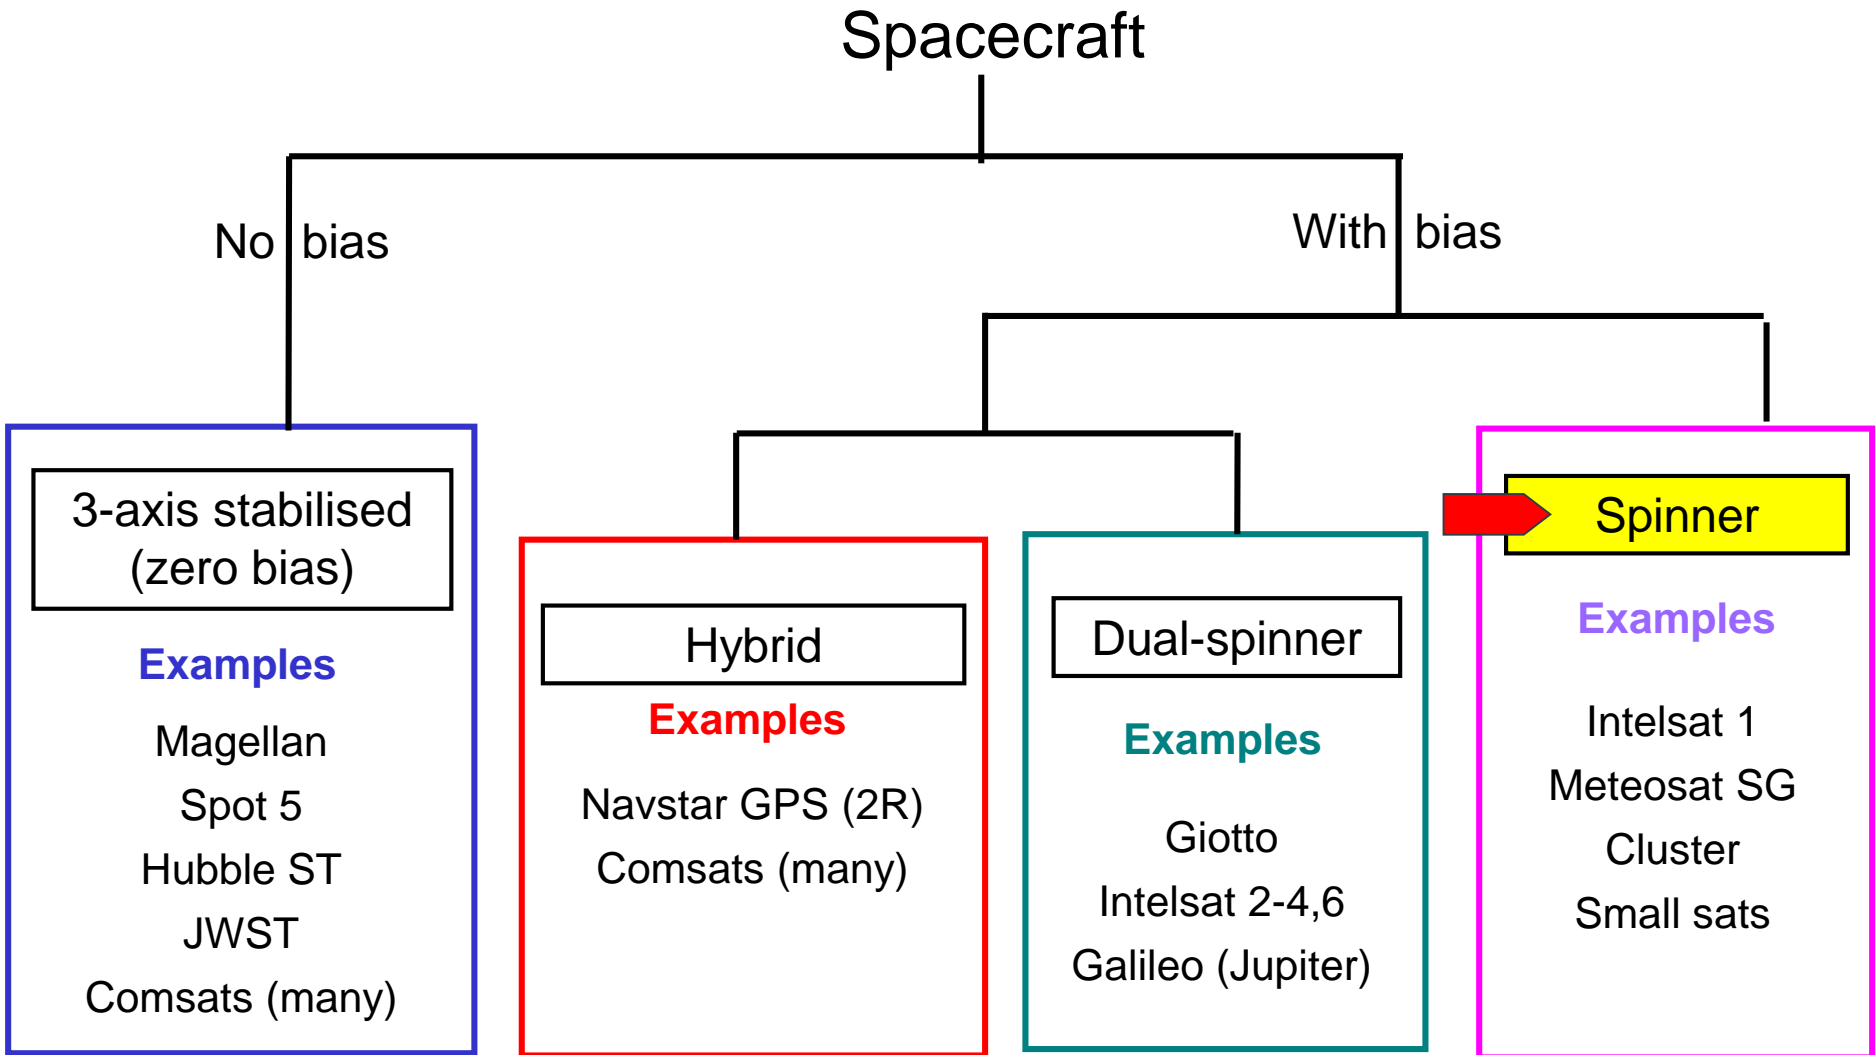 Spacecraft
No bias
With bias
3-axis stabilised
(zero bias)
Examples
Magellan
Spot 5
Hubble ST
JWST
Comsats (many)
Hybrid
Examples
Navstar GPS (2R)
Comsats (many)
Dual-spinner
Examples
Giotto
Intelsat 2-4,6
Galileo (Jupiter)
Spinner
Examples
Intelsat 1
Meteosat SG
Cluster
Small sats